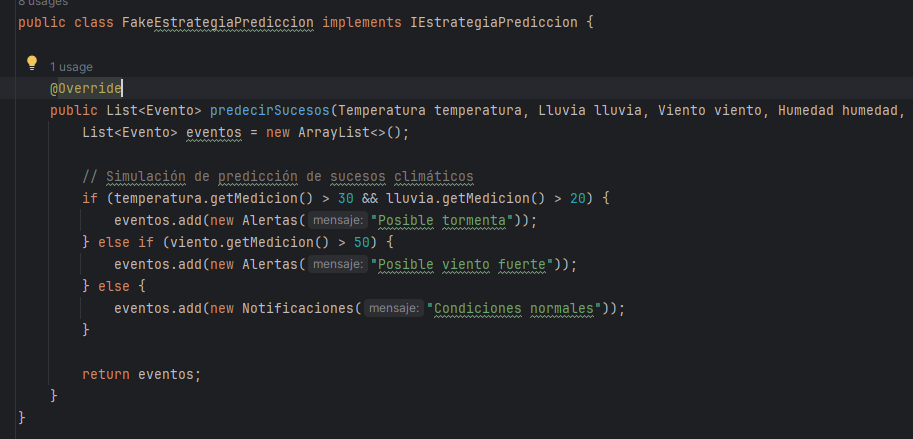 8 usages
public class FakeEstrategiaPrediccion implements IEstrategiaPrediccion {
1 usage
@Override
public List<Evento> predecirSucesos(Temperatura temperatura, Lluvia lluvia, Viento viento, Humedad humedad,
List<Evento> eventos = new ArrayList<>();
// Simulación de predicción de sucesos climáticos
if (temperatura.getMedicion() > 30 && lluvia.getMedicion() > 20) {
eventos.add(new Alertas( mensaje: "Posible tormenta"));
} else if (viento.getMedicion() > 50) {
eventos.add(new Alertas( mensaje: "Posible viento fuerte"));
} else {
eventos.add(new Notificaciones( mensaje: "Condiciones normales"));
}
return eventos;
}
}